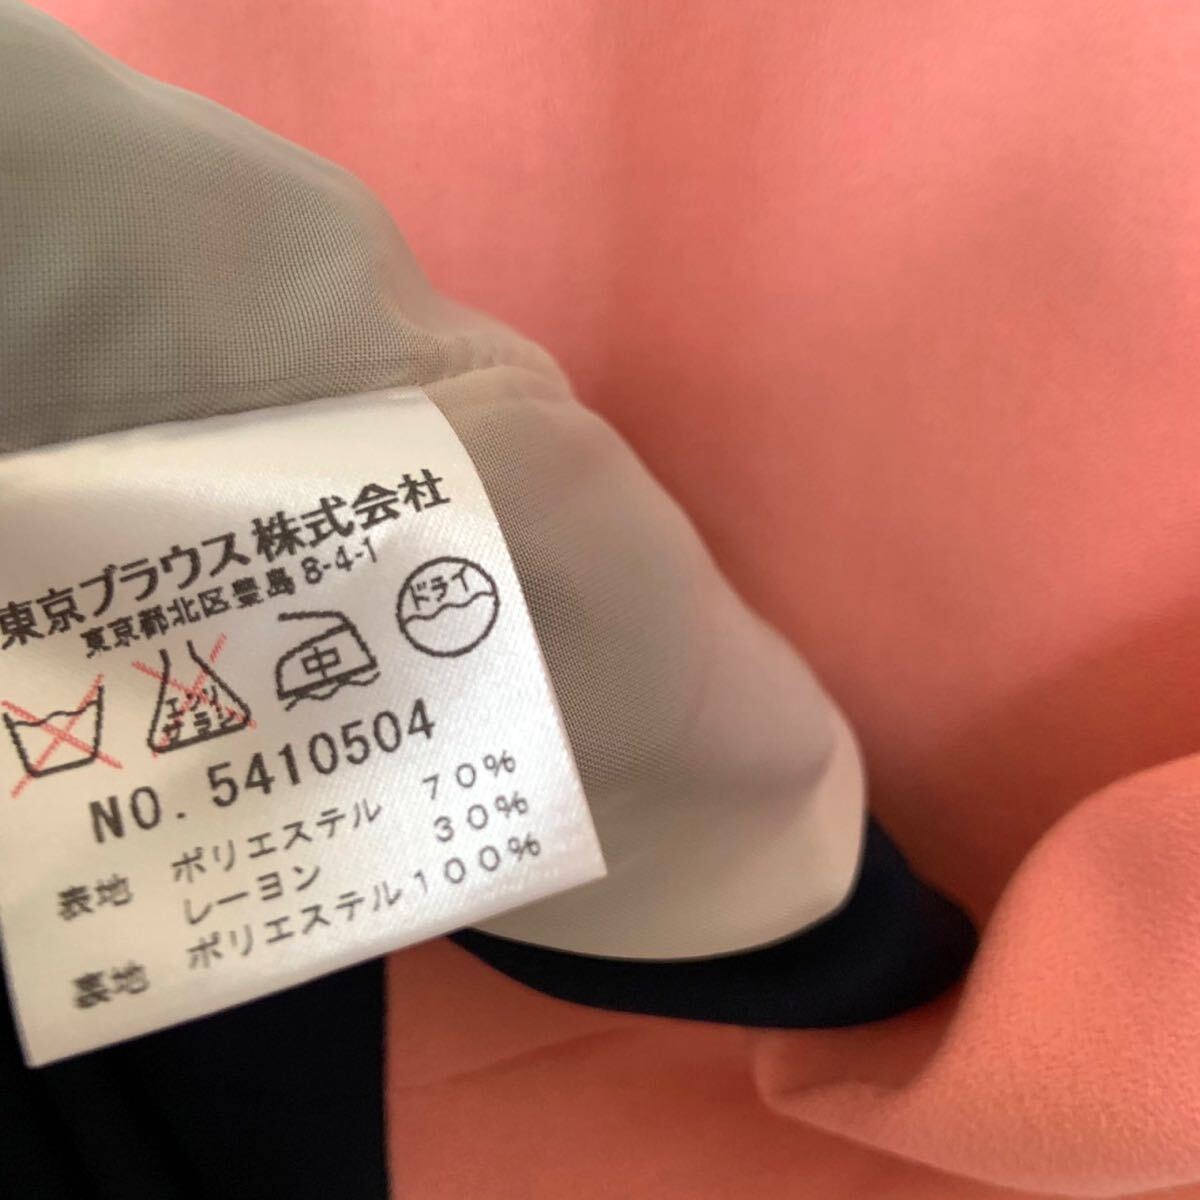 東京ブラウス株式会社
東京都北区豊島 8-4-1
エンソ
サラシ
中
ドライ
NO. 5410504
表地 ポリエステル 70%
レーヨン 30%
裏地 ポリエステル100%